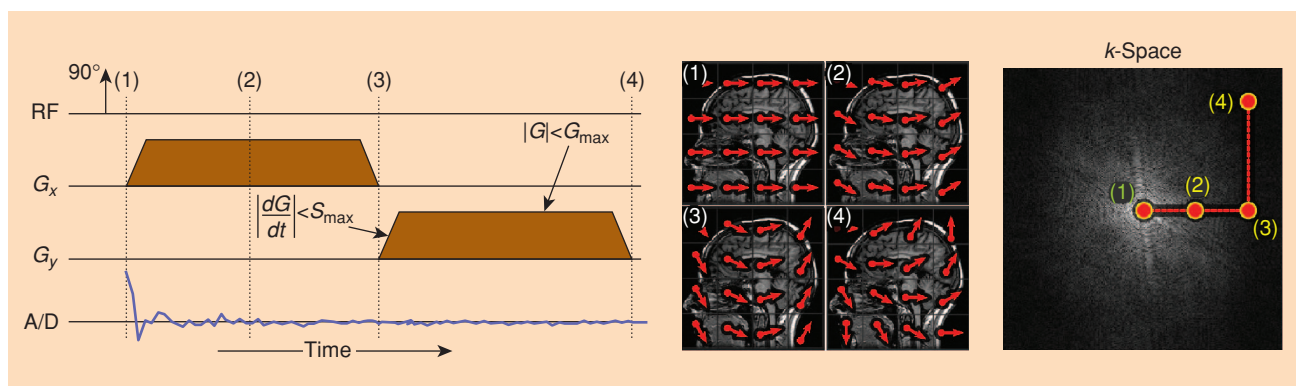 90°
(1)
(2)
(3)
(4)
RF
|G|<Gmax
Gx
|dG/dt|<Smax
Gy
A/D
Time
(1)
(2)
(3)
(4)
k-Space
(4)
(1)
(2)
(3)